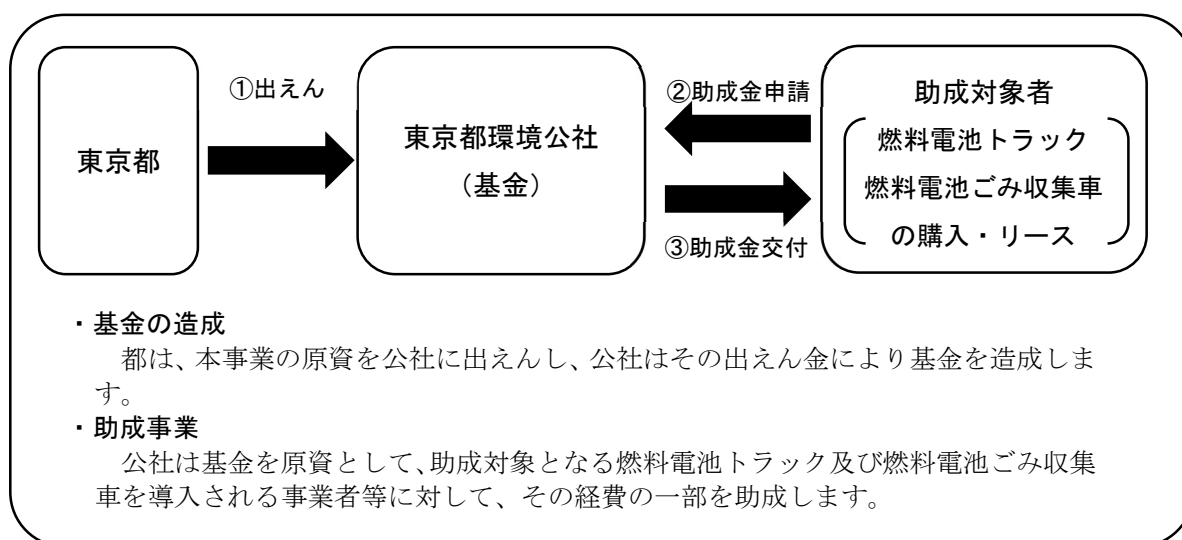 東京都
①出えん
東京都環境公社
（基金）
②助成金申請
③助成金交付
助成対象者
燃料電池トラック
燃料電池ごみ収集車
の購入・リース
・基金の造成
都は、本事業の原資を公社に出えんし、公社はその出えん金により基金を造成しま
す。
・助成事業
公社は基金を原資として、助成対象となる燃料電池トラック及び燃料電池ごみ収集
車を導入される事業者等に対して、その経費の一部を助成します。